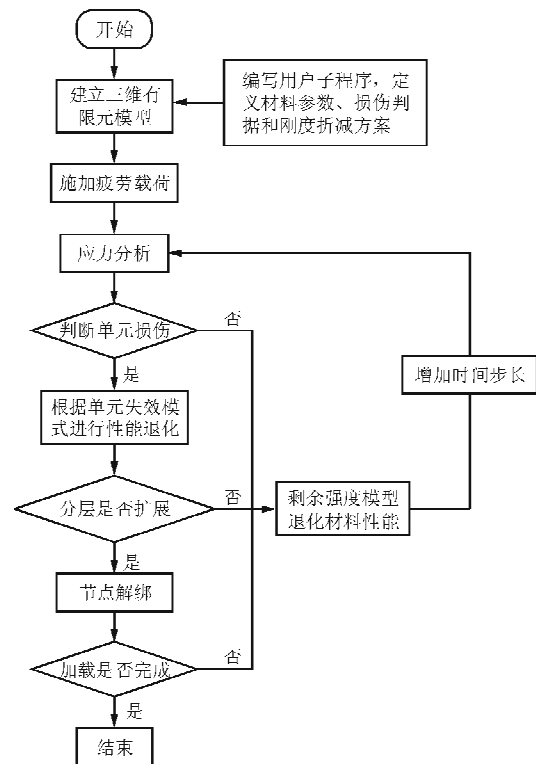 开始
建立三维有
限元模型
编写用户子程序，定
义材料参数、损伤判
据和刚度折减方案
施加疲劳载荷
应力分析
判断单元损伤
否
是
增加时间步长
根据单元失效模
式进行性能退化
分层是否扩展
否
剩余强度模型
退化材料性能
是
节点解绑
加载是否完成
否
是
结束